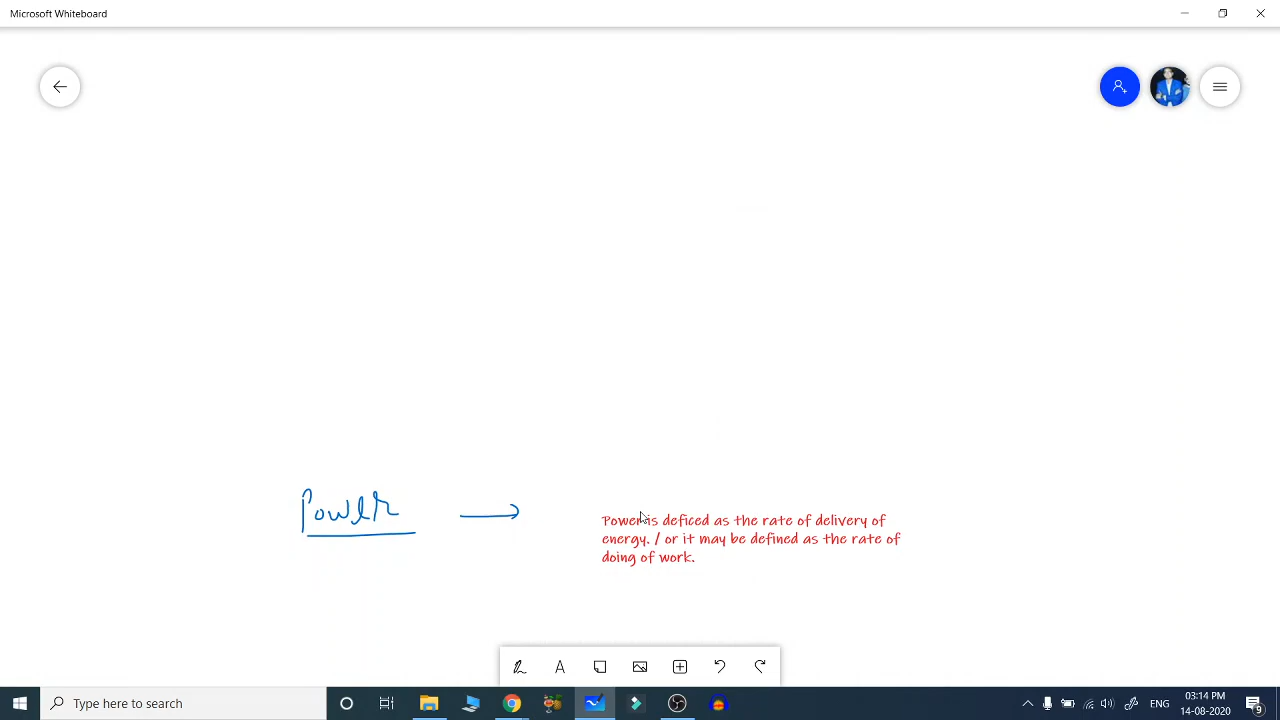 Microsoft Whiteboard
Power
Power is deficed as the rate of delivery of
energy. / or it may be defined as the rate of
doing of work.
Type here to search
ENG
03:14 PM
14-08-2020
9